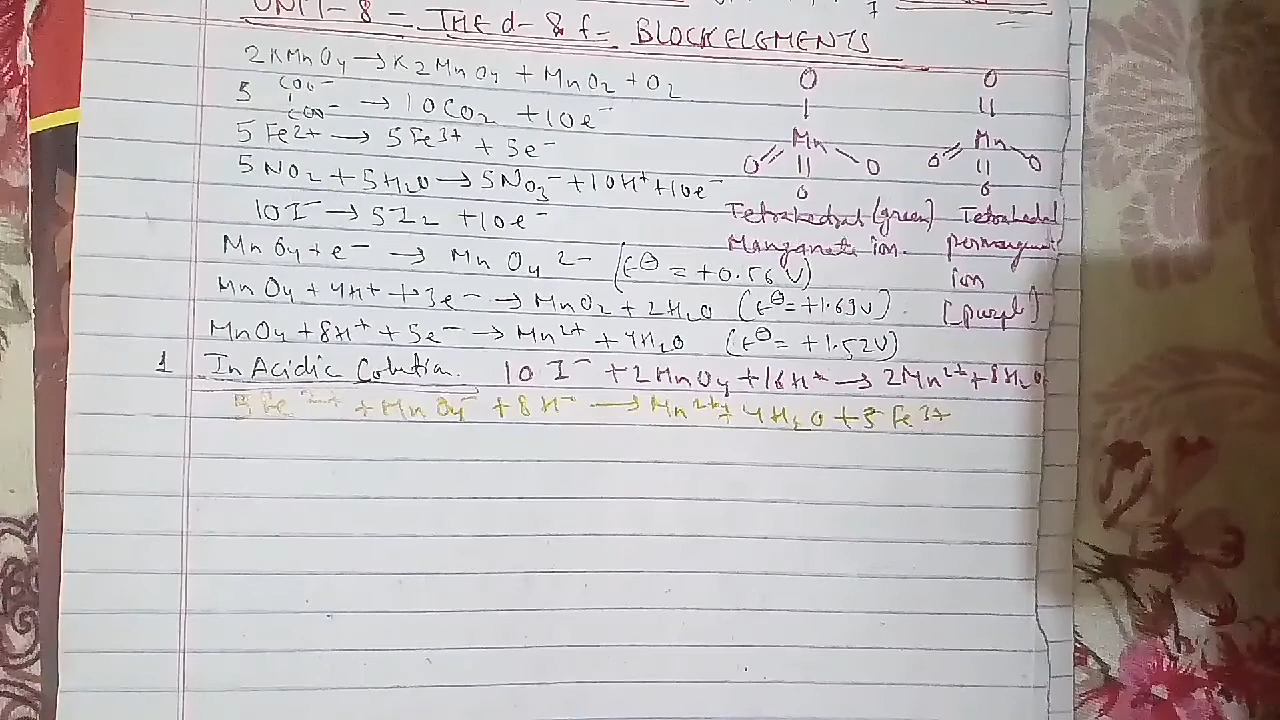 UNIT-8 - THE d- & f- BLOCK ELEMENTS
2KMnO4 → K2MnO4 + MnO2 + O2
5 COO-
COO- → 10CO2 + 10e-
5Fe2+ → 5Fe3+ + 5e-
5NO2 + 5H2O → 5NO3- + 10H+ + 10e-
10I- → 5I2 + 10e-
MnO4 + e- → MnO4 2- (E⊖ = +0.56V)
MnO4 + 4H+ + 3e- → MnO2 + 2H2O (E⊖ = +1.69V).
MnO4 + 8H+ + 5e- → Mn2+ + 4H2O (E⊖ = +1.52V)
1 In Acidic Solution. 10I- + 2MnO4 + 16H+ → 2Mn2+ + 8H2O
5Fe2+ + MnO4- + 8H- → Mn2+ + 4H2O + 5Fe3+
O
Mn
O O O
Tetrahedral (green)
Manganate ion.
O
Mn
O O O
Tetrahedral
permanganate
ion
(purpl)